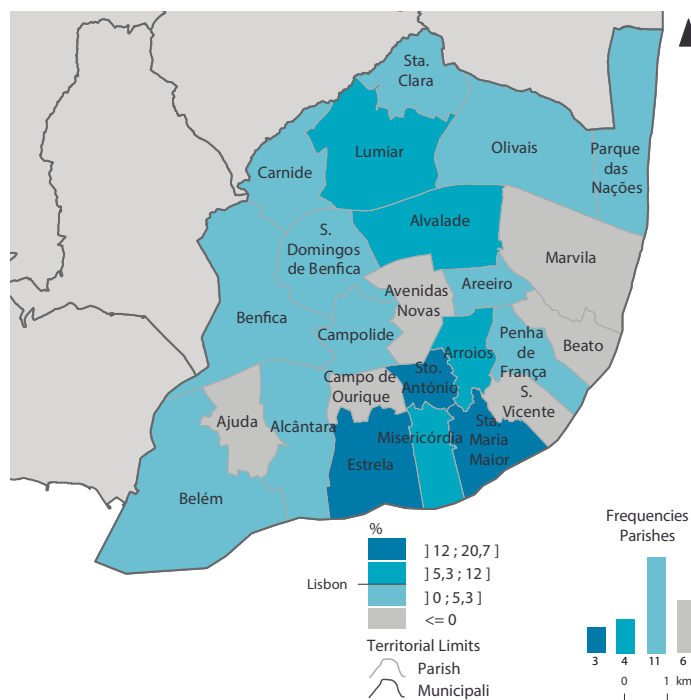 Sta.
Clara
Lumiar
Olivais
Parque
das
Nações
Carnide
Alvalade
S.
Domingos
de Benfica
Marvila
Areeiro
Avenidas
Novas
Benfica
Campolide
Penha
de
França
Beato
Arroios
Sto.
António
Campo de
Ourique
S.
Vicente
Ajuda
Alcântara
Misericórdia
Sta.
Maria
Maior
Estrela
Belém
%
] 12 ; 20,7 ]
] 5,3 ; 12 ]
Lisbon
] 0 ; 5,3 ]
<= 0
Territorial Limits
Parish
Municipali
Frequencies
Parishes
3 4 11 6
0 1 km